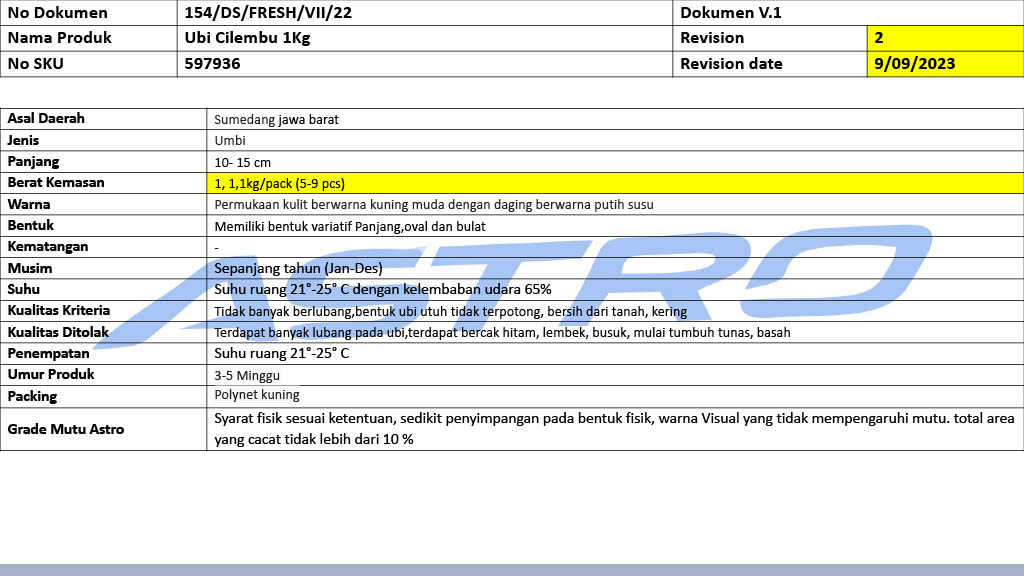 No Dokumen 154/DS/FRESH/VII/22 Dokumen V.1
Nama Produk Ubi Cilembu 1Kg Revision 2
No SKU 597936 Revision date 9/09/2023
Asal Daerah Sumedang jawa barat
Jenis Umbi
Panjang 10- 15 cm
Berat Kemasan 1, 1,1kg/pack (5-9 pcs)
Warna Permukaan kulit berwarna kuning muda dengan daging berwarna putih susu
Bentuk Memiliki bentuk variatif Panjang,oval dan bulat
Kematangan -
Musim Sepanjang tahun (Jan-Des)
Suhu Suhu ruang 21°-25° C dengan kelembaban udara 65%
Kualitas Kriteria Tidak banyak berlubang,bentuk ubi utuh tidak terpotong, bersih dari tanah, kering
Kualitas Ditolak Terdapat banyak lubang pada ubi,terdapat bercak hitam, lembek, busuk, mulai tumbuh tunas, basah
Penempatan Suhu ruang 21°-25° C
Umur Produk 3-5 Minggu
Packing Polynet kuning
Grade Mutu Astro Syarat fisik sesuai ketentuan, sedikit penyimpangan pada bentuk fisik, warna Visual yang tidak mempengaruhi mutu. total area
yang cacat tidak lebih dari 10 %
ASTRO